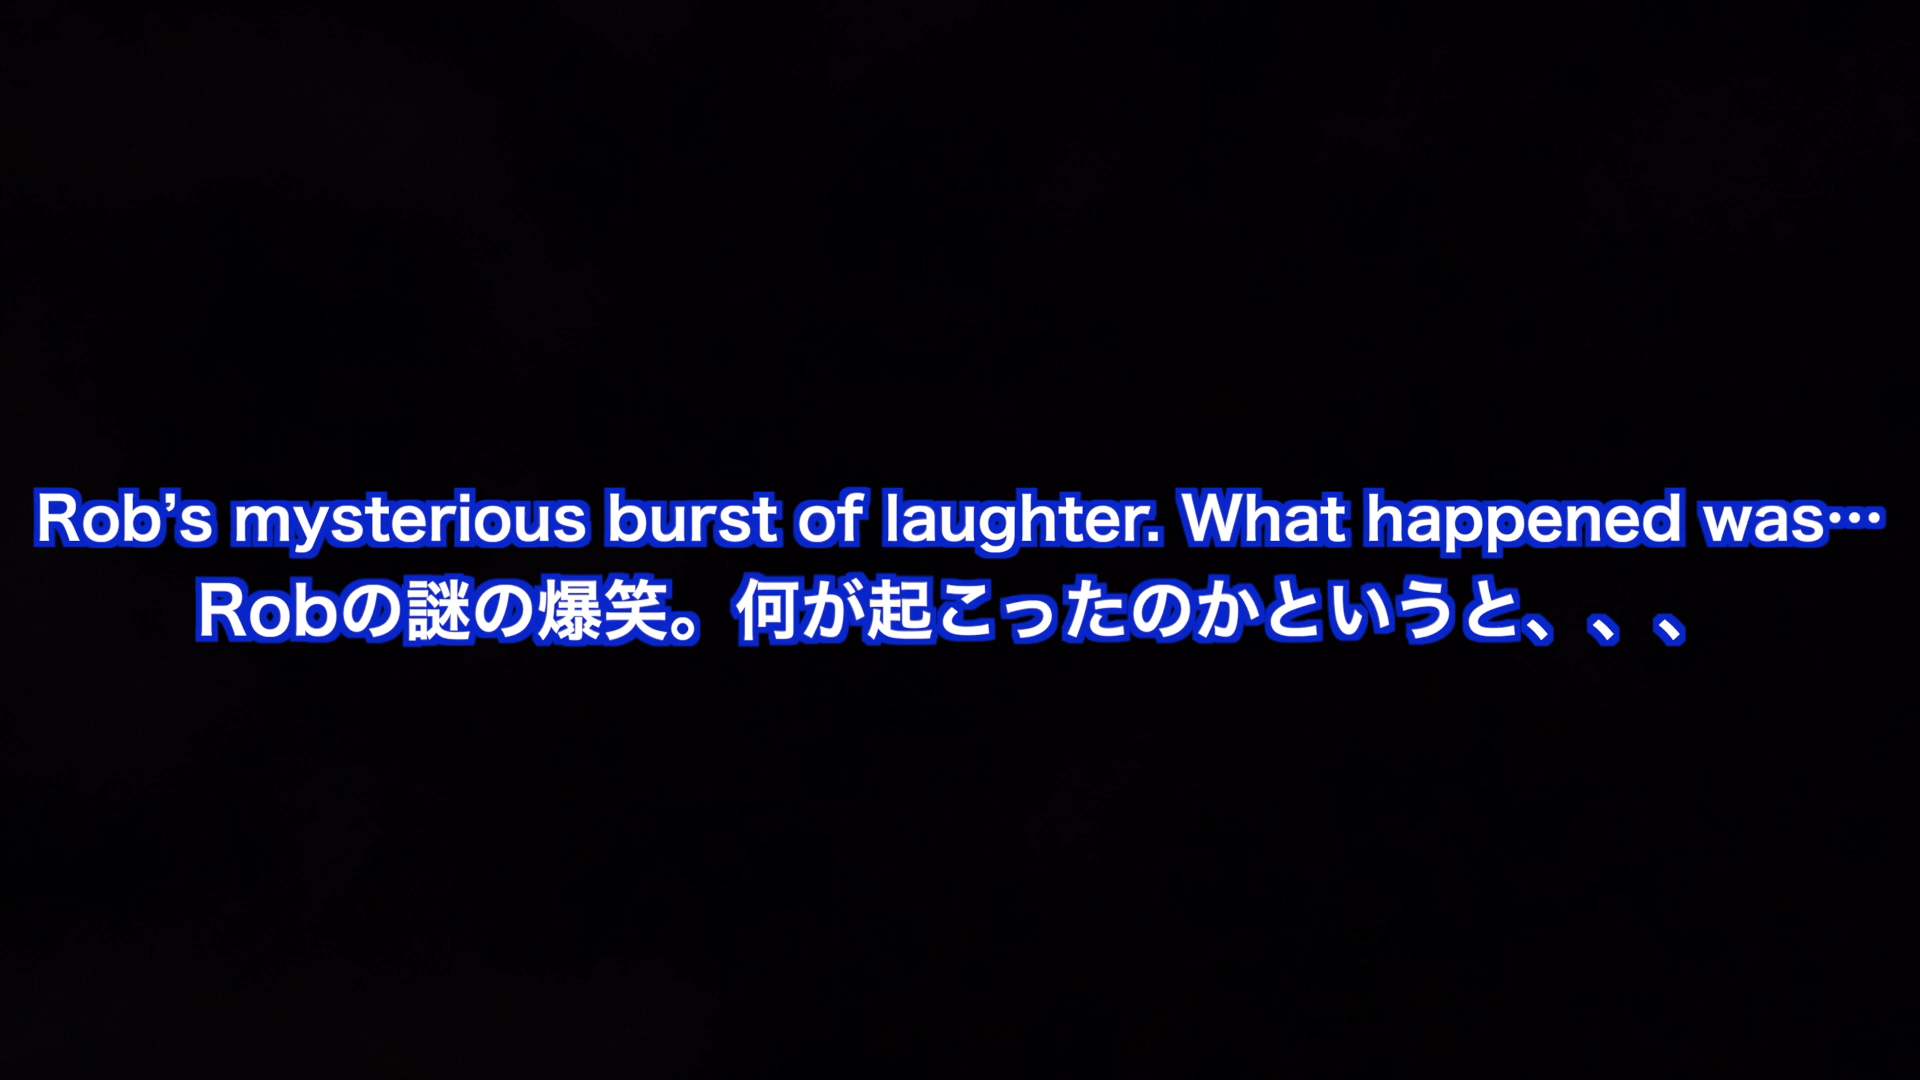 Rob’s mysterious burst of laughter. What happened was…
Robの謎の爆笑。何が起こったのかというと、、、